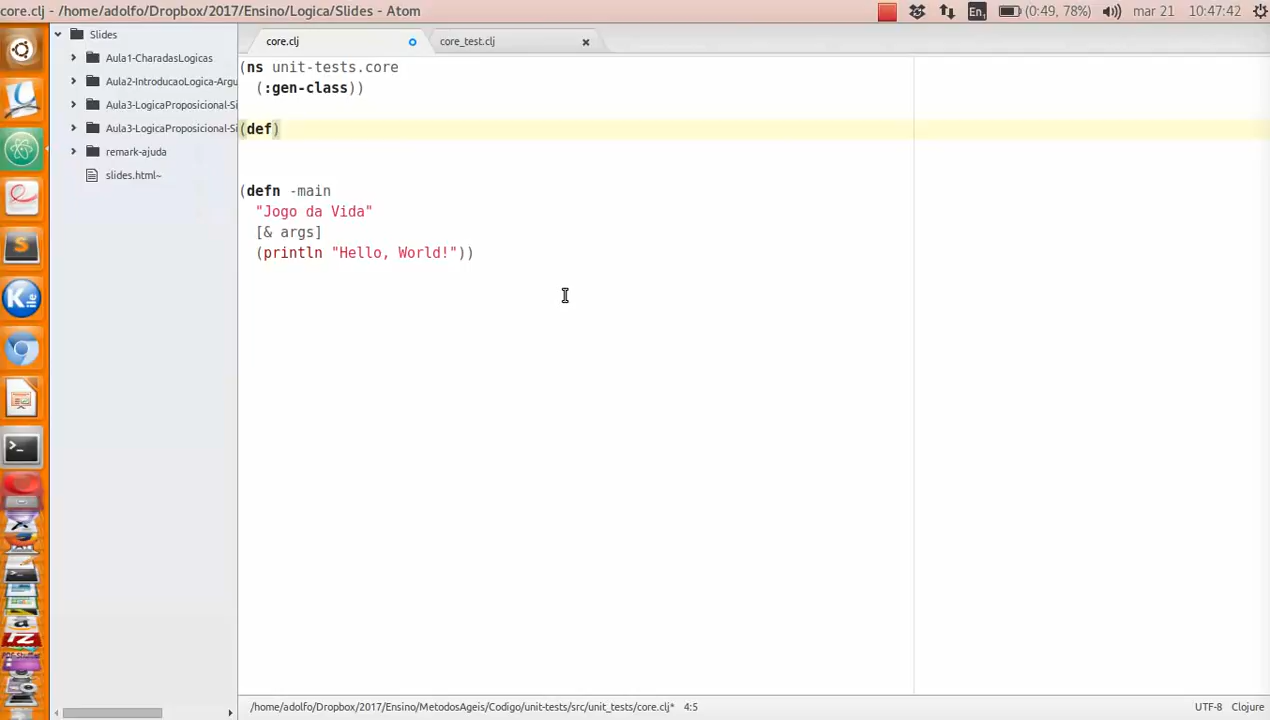 core.clj - /home/adolfo/Dropbox/2017/Ensino/Logica/Slides - Atom
En₁
(0:49, 78%)
mar 21
10:47:42
Slides
Aula1-CharadasLogicas
Aula2-IntroducaoLogica-Argu
Aula3-LogicaProposicional-Si
Aula3-LogicaProposicional-Si
remark-ajuda
slides.html~
core.clj
core_test.clj
(ns unit-tests.core
(:gen-class))
(def)
(defn -main
"Jogo da Vida"
[& args]
(println "Hello, World!"))
/home/adolfo/Dropbox/2017/Ensino/MetodosAgeis/Codigo/unit-tests/src/unit_tests/core.clj* 4:5
UTF-8 Clojure